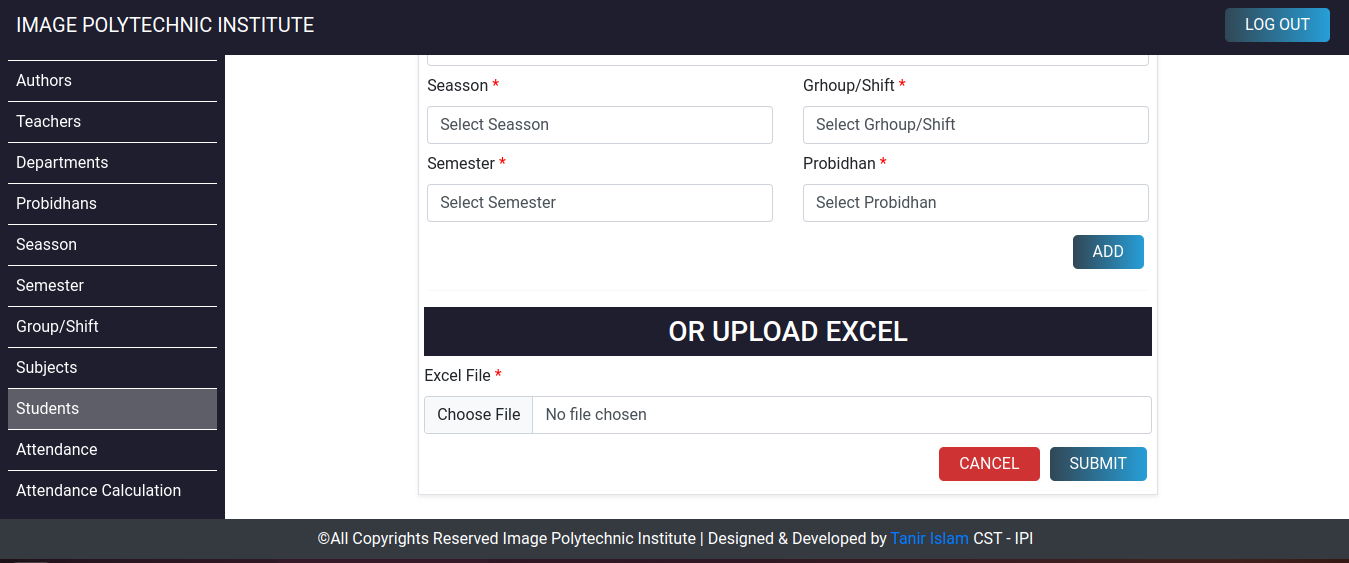 IMAGE POLYTECHNIC INSTITUTE
LOG OUT
Authors
Teachers
Departments
Probidhans
Seasson
Semester
Group/Shift
Subjects
Students
Attendance
Attendance Calculation
Seasson *
Grhoup/Shift *
Select Seasson
Select Grhoup/Shift
Semester *
Probidhan *
Select Semester
Select Probidhan
ADD
OR UPLOAD EXCEL
Excel File *
Choose File No file chosen
CANCEL
SUBMIT
©All Copyrights Reserved Image Polytechnic Institute | Designed & Developed by Tanir Islam CST - IPI